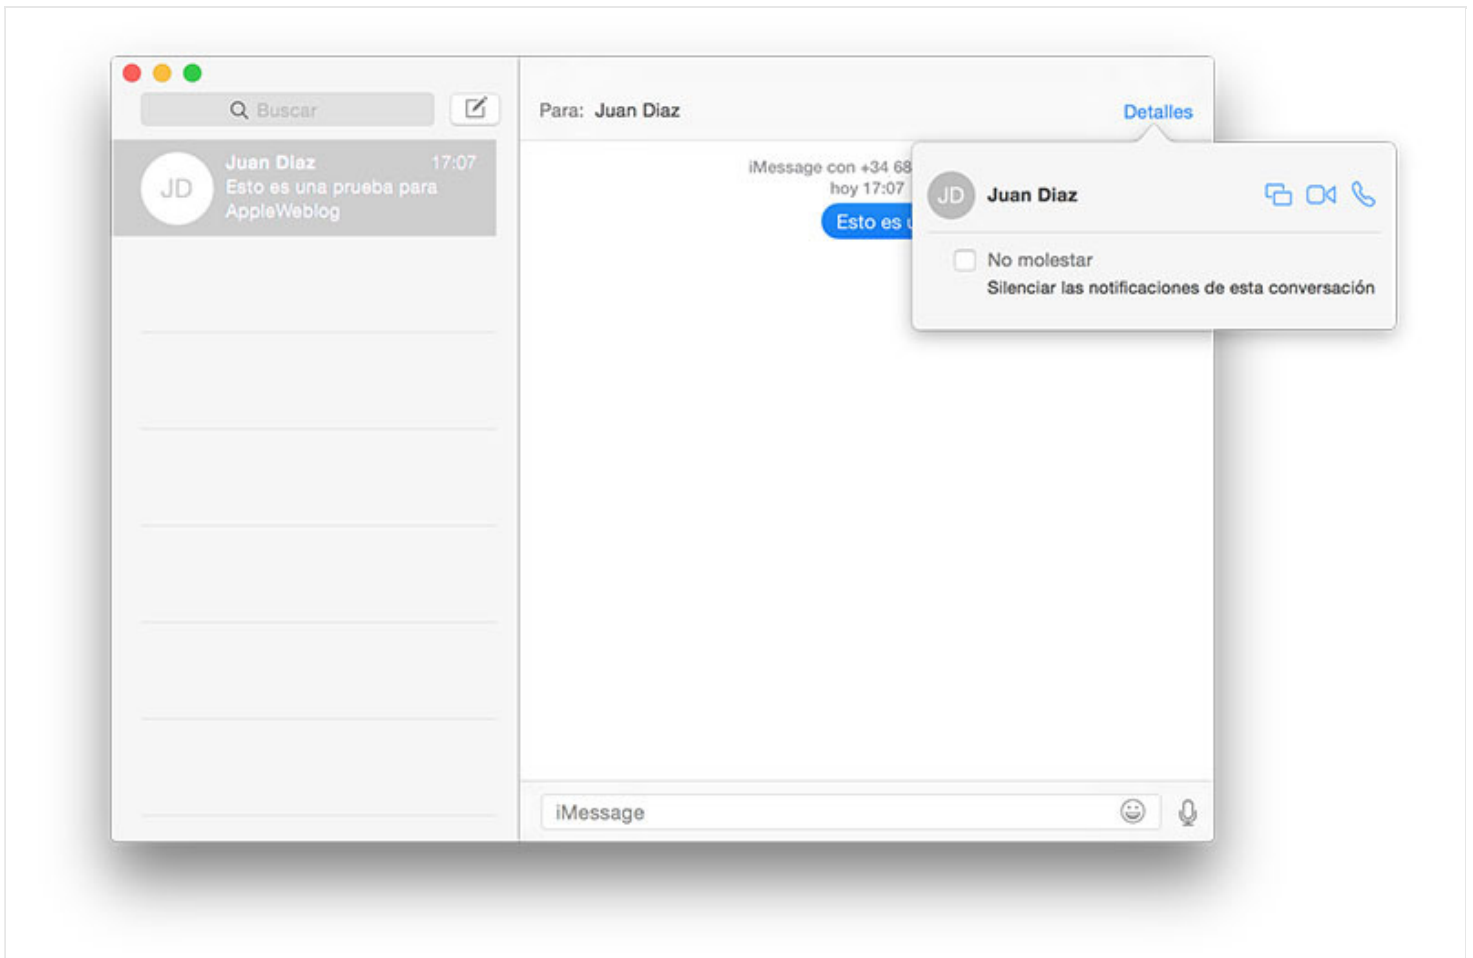 Buscar
Para: Juan Diaz
Detalles
JD
Juan Diaz 17:07
Esto es una prueba para
AppleWeblog
iMessage con +34 68
hoy 17:07
Esto es
JD Juan Diaz
No molestar
Silenciar las notificaciones de esta conversación
iMessage